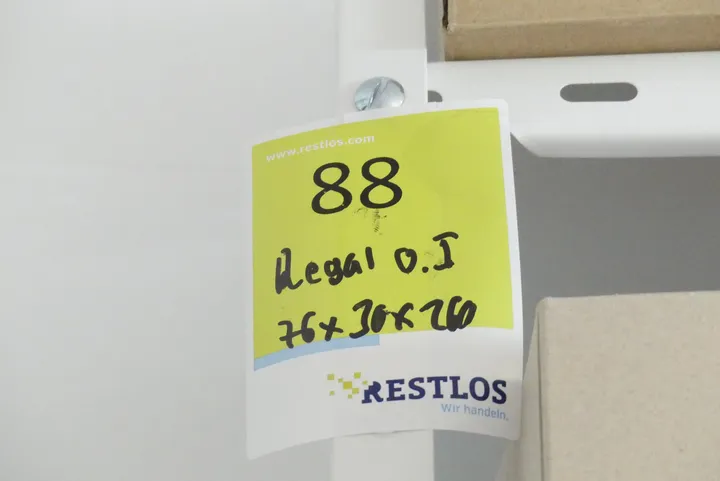 www.restlos.com
88
Regal o.I
76x30x260
RESTLOS
Wir handeln.